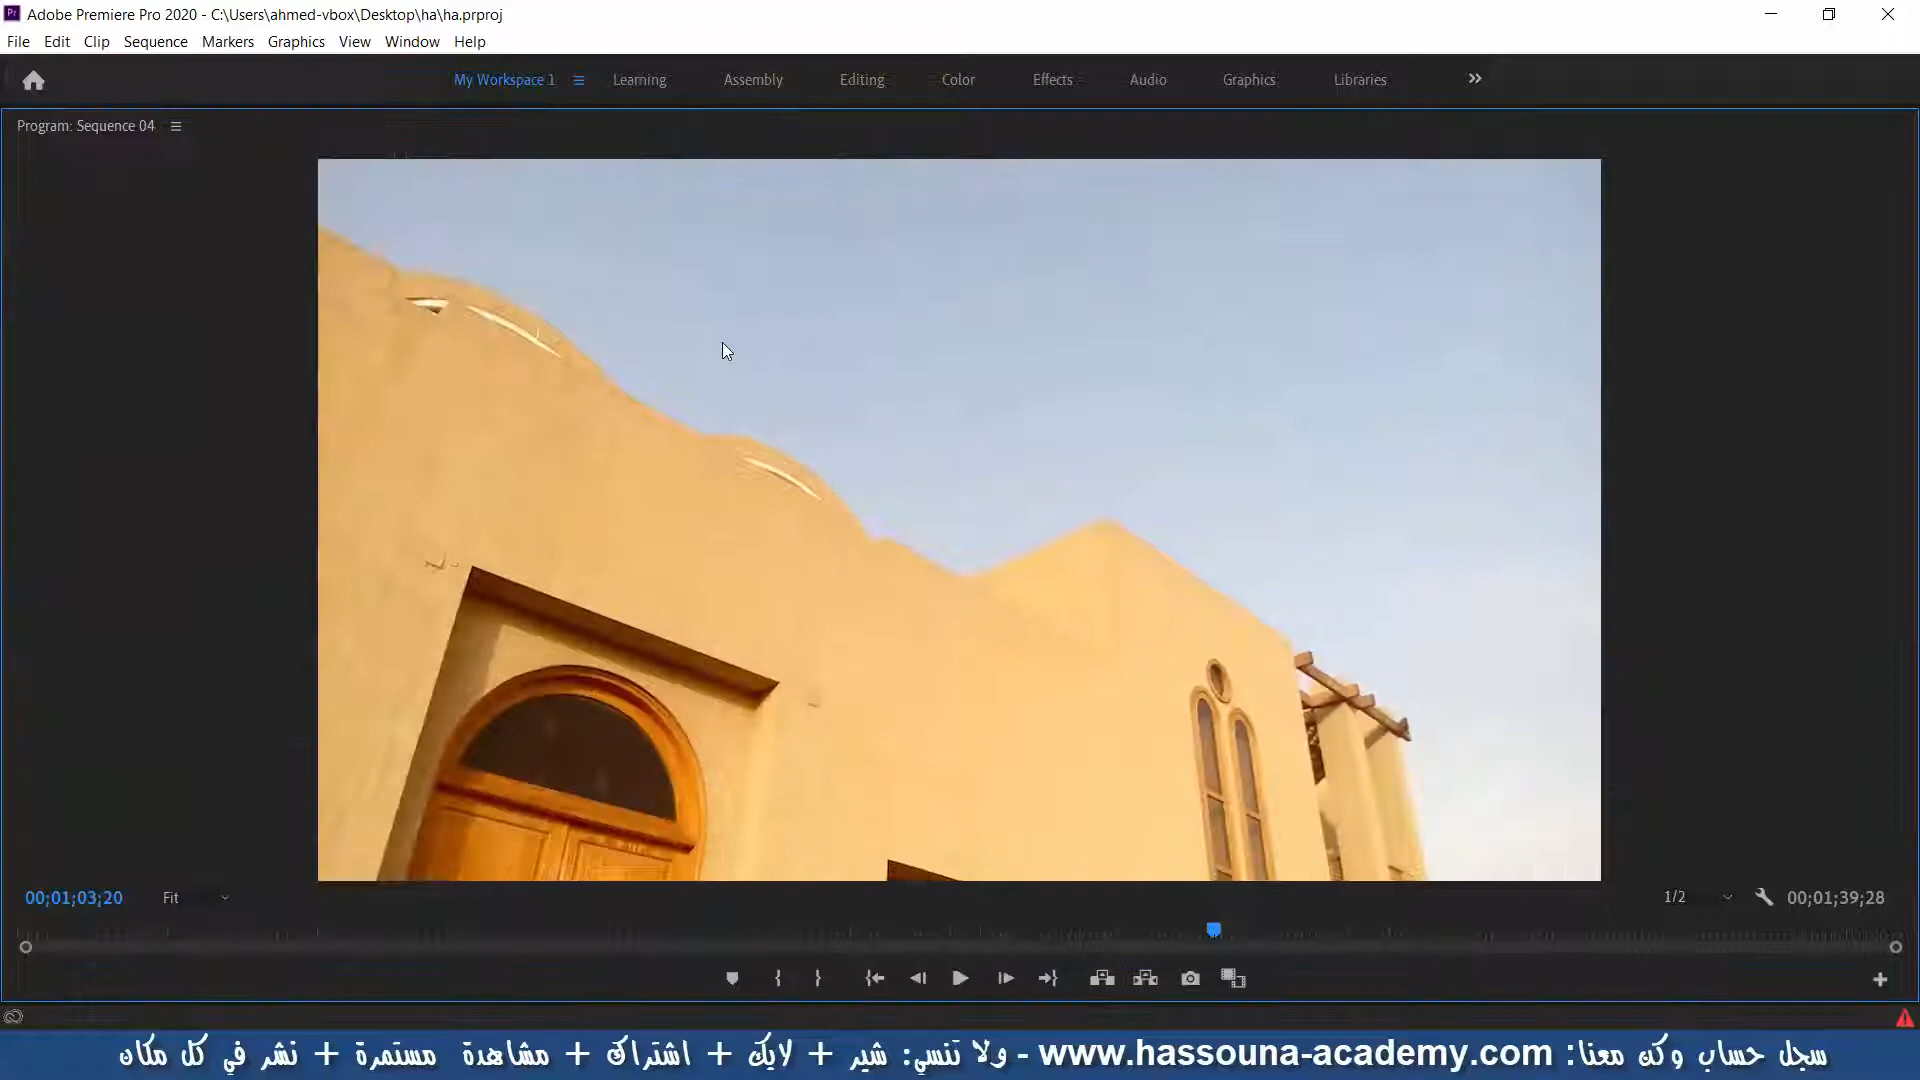 Adobe Premiere Pro 2020 - C:\Users\ahmed-vbox\Desktop\ha\ha.prproj
File Edit Clip Sequence Markers Graphics View Window Help
My Workspace 1 Learning Assembly Editing Color Effects Audio Graphics Libraries
Program: Sequence 04
00;01;03;20 Fit 1/2 00;01;39;28
سجل حساب وكن معنا: www.hassouna-academy.com - ولا تنسي: شير + لايك + اشتراك + مشاهدة مستمرة + نشر في كل مكان